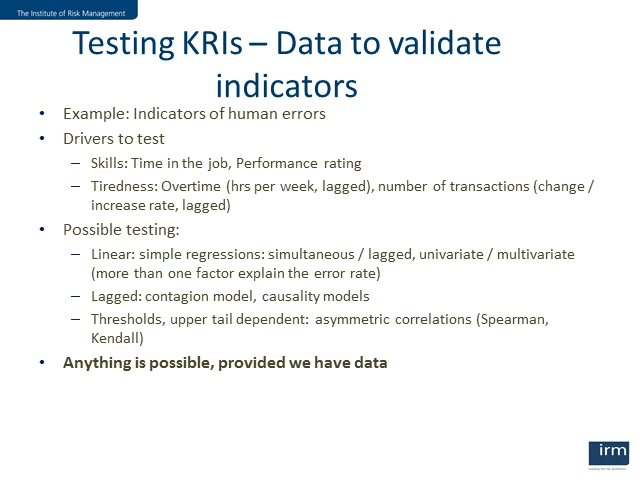 The Institute of Risk Management
Testing KRIs – Data to validate
indicators
• Example: Indicators of human errors
• Drivers to test
– Skills: Time in the job, Performance rating
– Tiredness: Overtime (hrs per week, lagged), number of transactions (change /
increase rate, lagged)
• Possible testing:
– Linear: simple regressions: simultaneous / lagged, univariate / multivariate
(more than one factor explain the error rate)
– Lagged: contagion model, causality models
– Thresholds, upper tail dependent: asymmetric correlations (Spearman,
Kendall)
• Anything is possible, provided we have data
irm